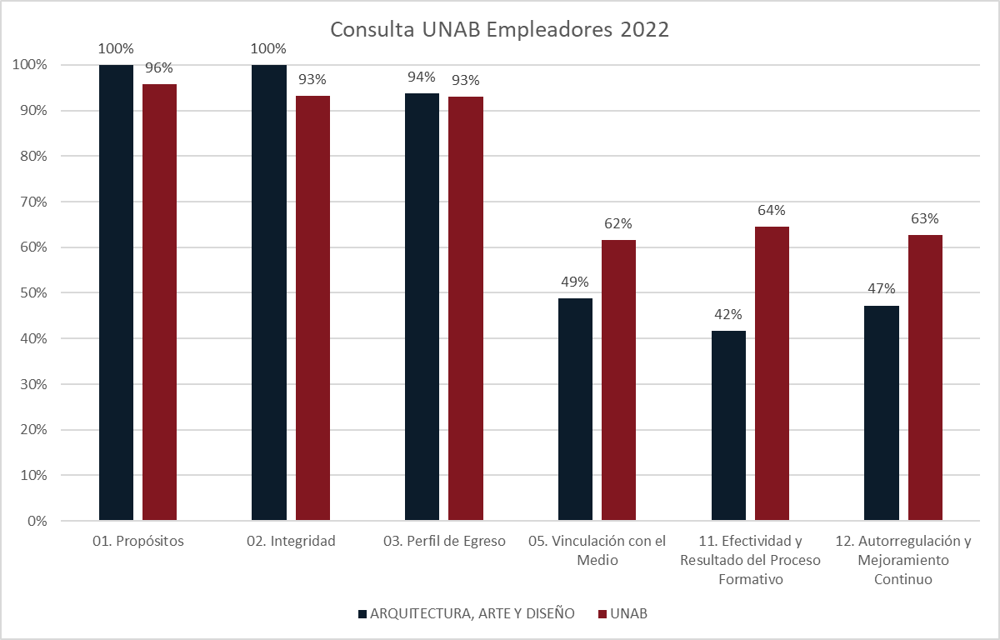 Consulta UNAB Empleadores 2022
100%
96%
100%
93%
94%
93%
49%
62%
42%
64%
47%
63%
100%
90%
80%
70%
60%
50%
40%
30%
20%
10%
0%
01. Propósitos
02. Integridad
03. Perfil de Egreso
05. Vinculación con el
Medio
11. Efectividad y
Resultado del Proceso
Formativo
12. Autorregulación y
Mejoramiento
Continuo
ARQUITECTURA, ARTE Y DISEÑO
UNAB